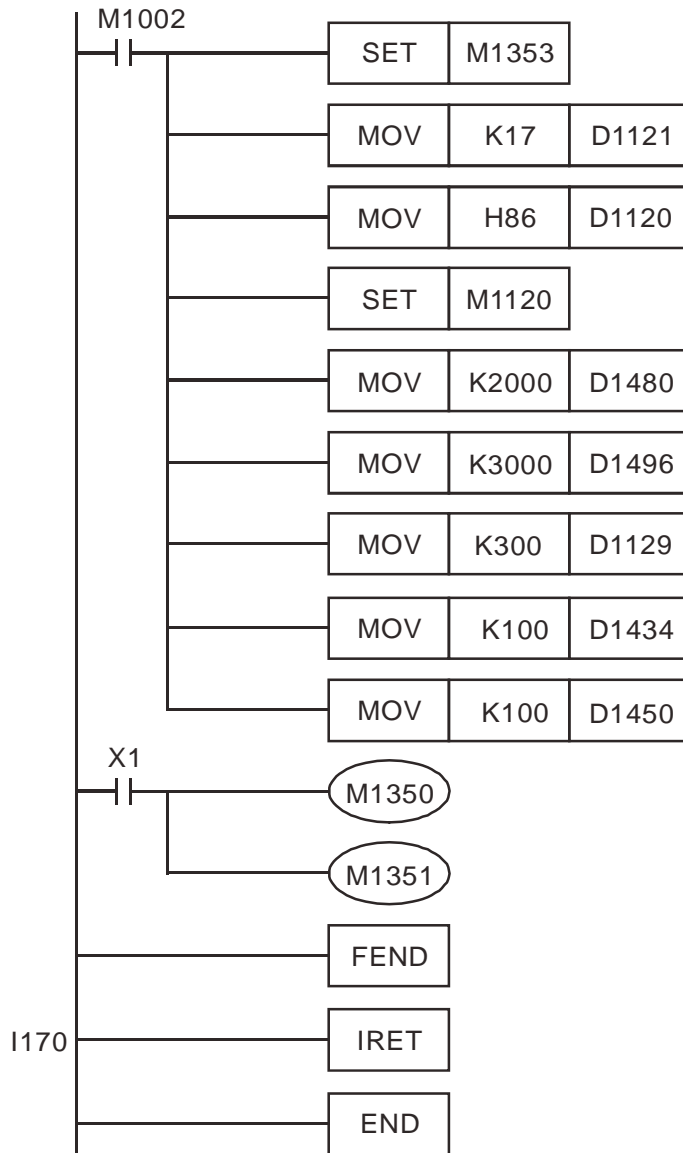 M1002
SET M1353
MOV K17 D1121
MOV H86 D1120
SET M1120
MOV K2000 D1480
MOV K3000 D1496
MOV K300 D1129
MOV K100 D1434
MOV K100 D1450
X1
M1350
M1351
FEND
I170 IRET
END